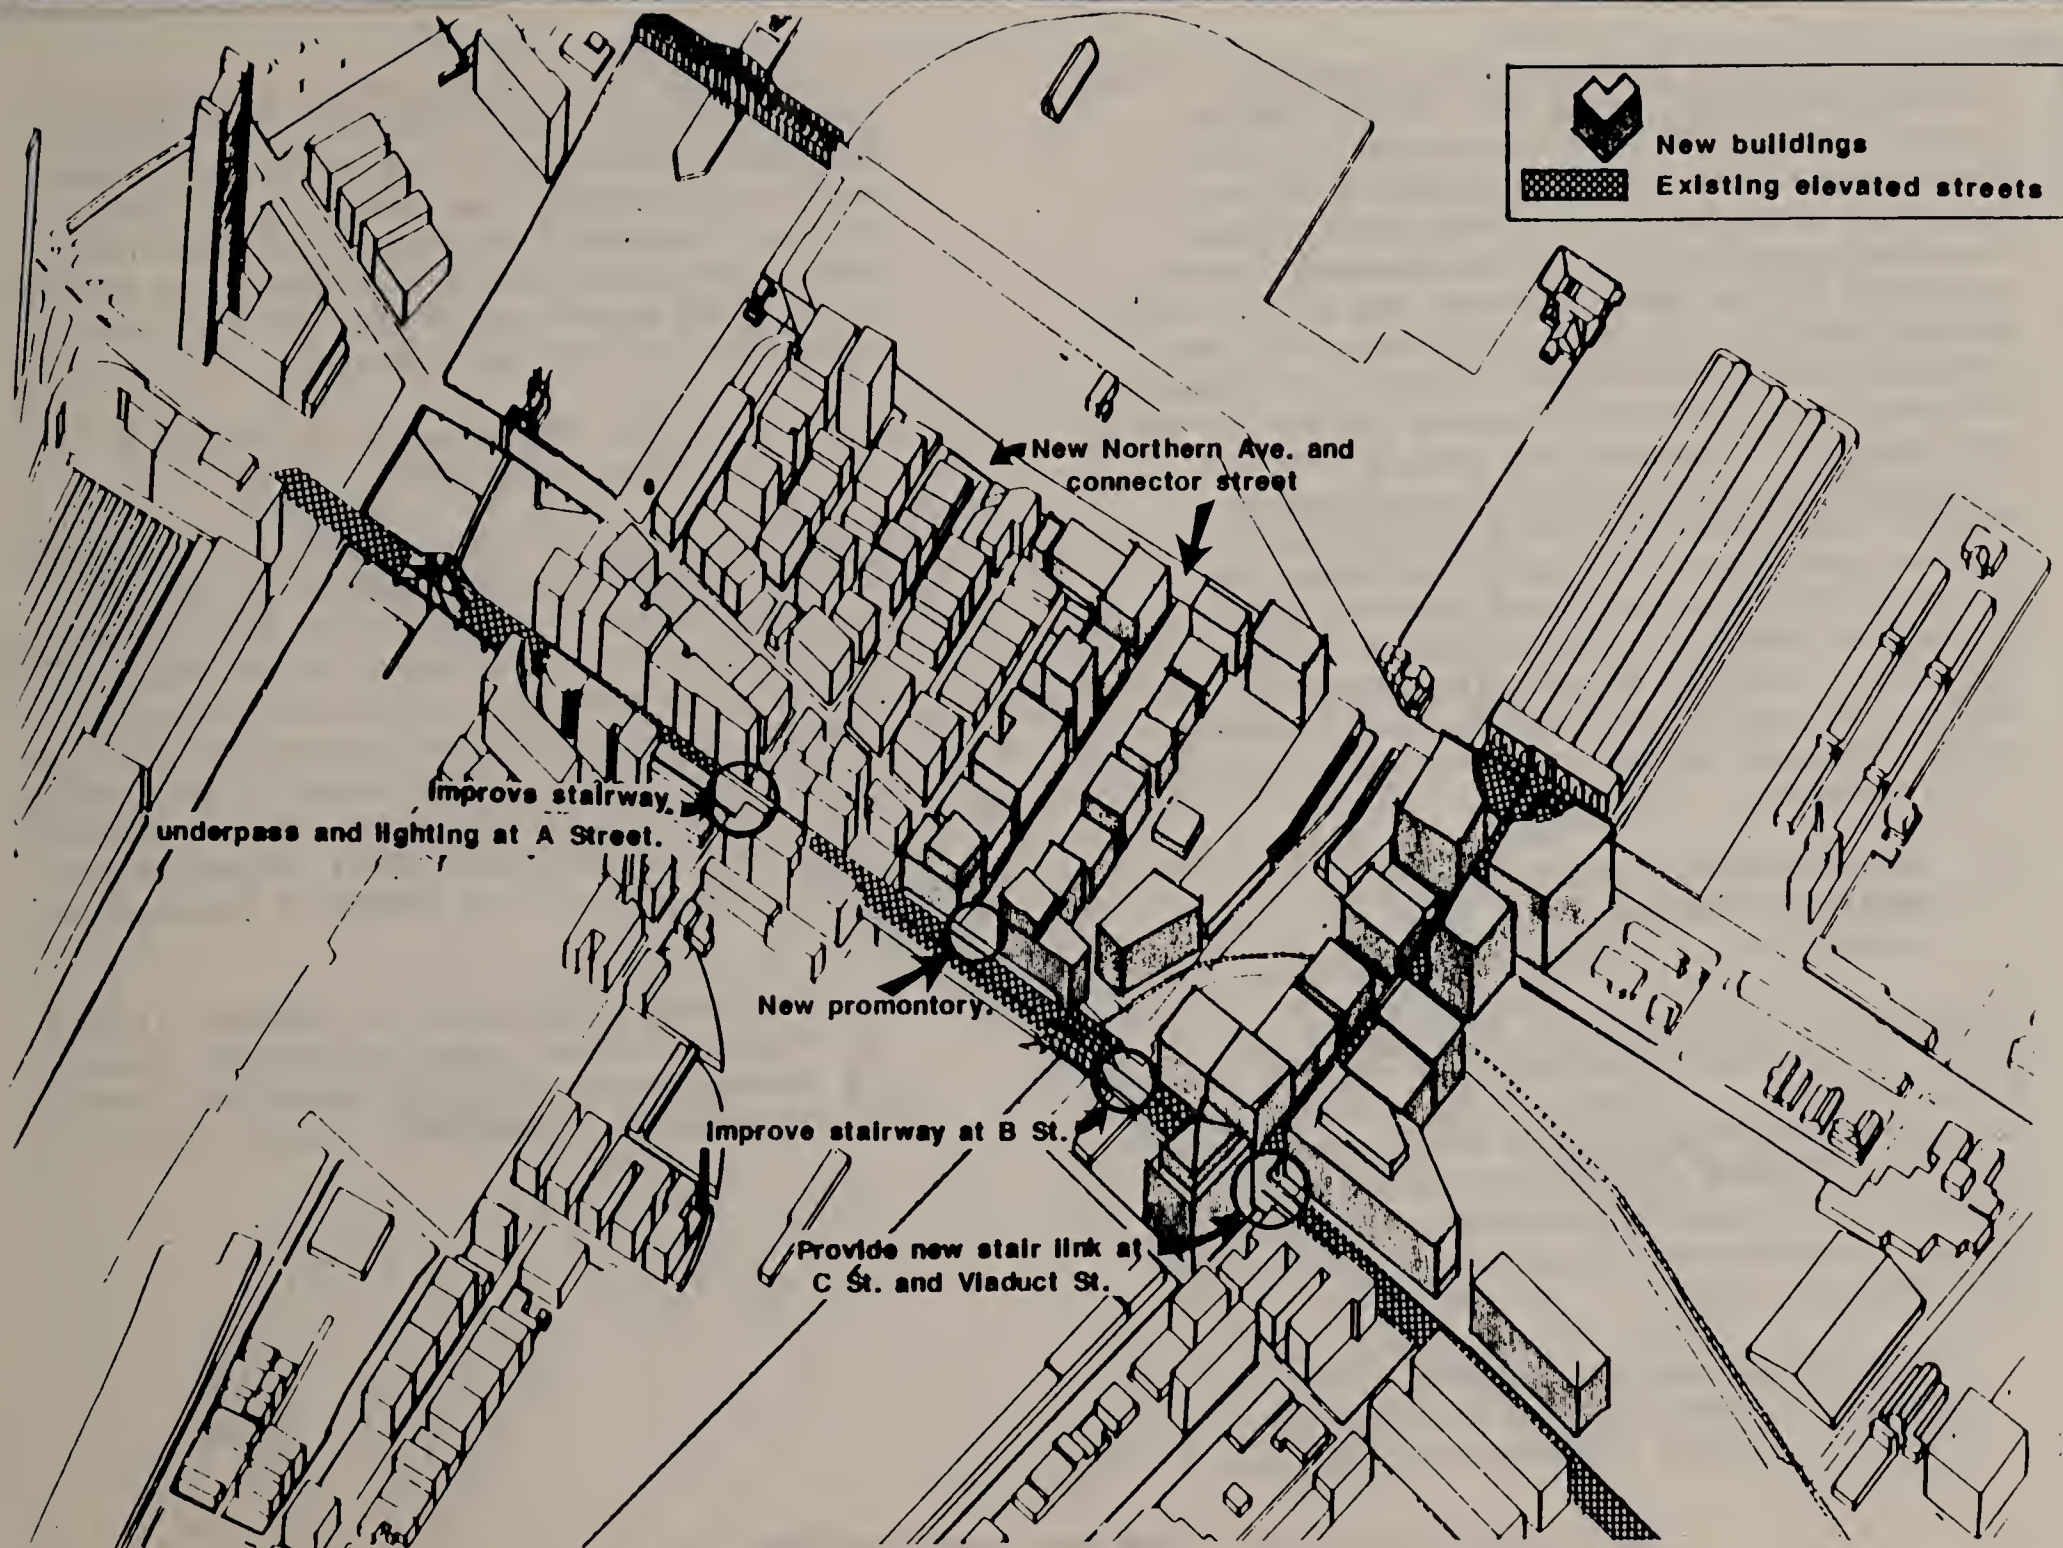 New buildings
Existing elevated streets
New Northern Ave. and
connector street
Improve stairway,
underpass and lighting at A Street.
New promontory.
Improve stairway at B St.
Provide new stair link at
C St. and Viaduct St.